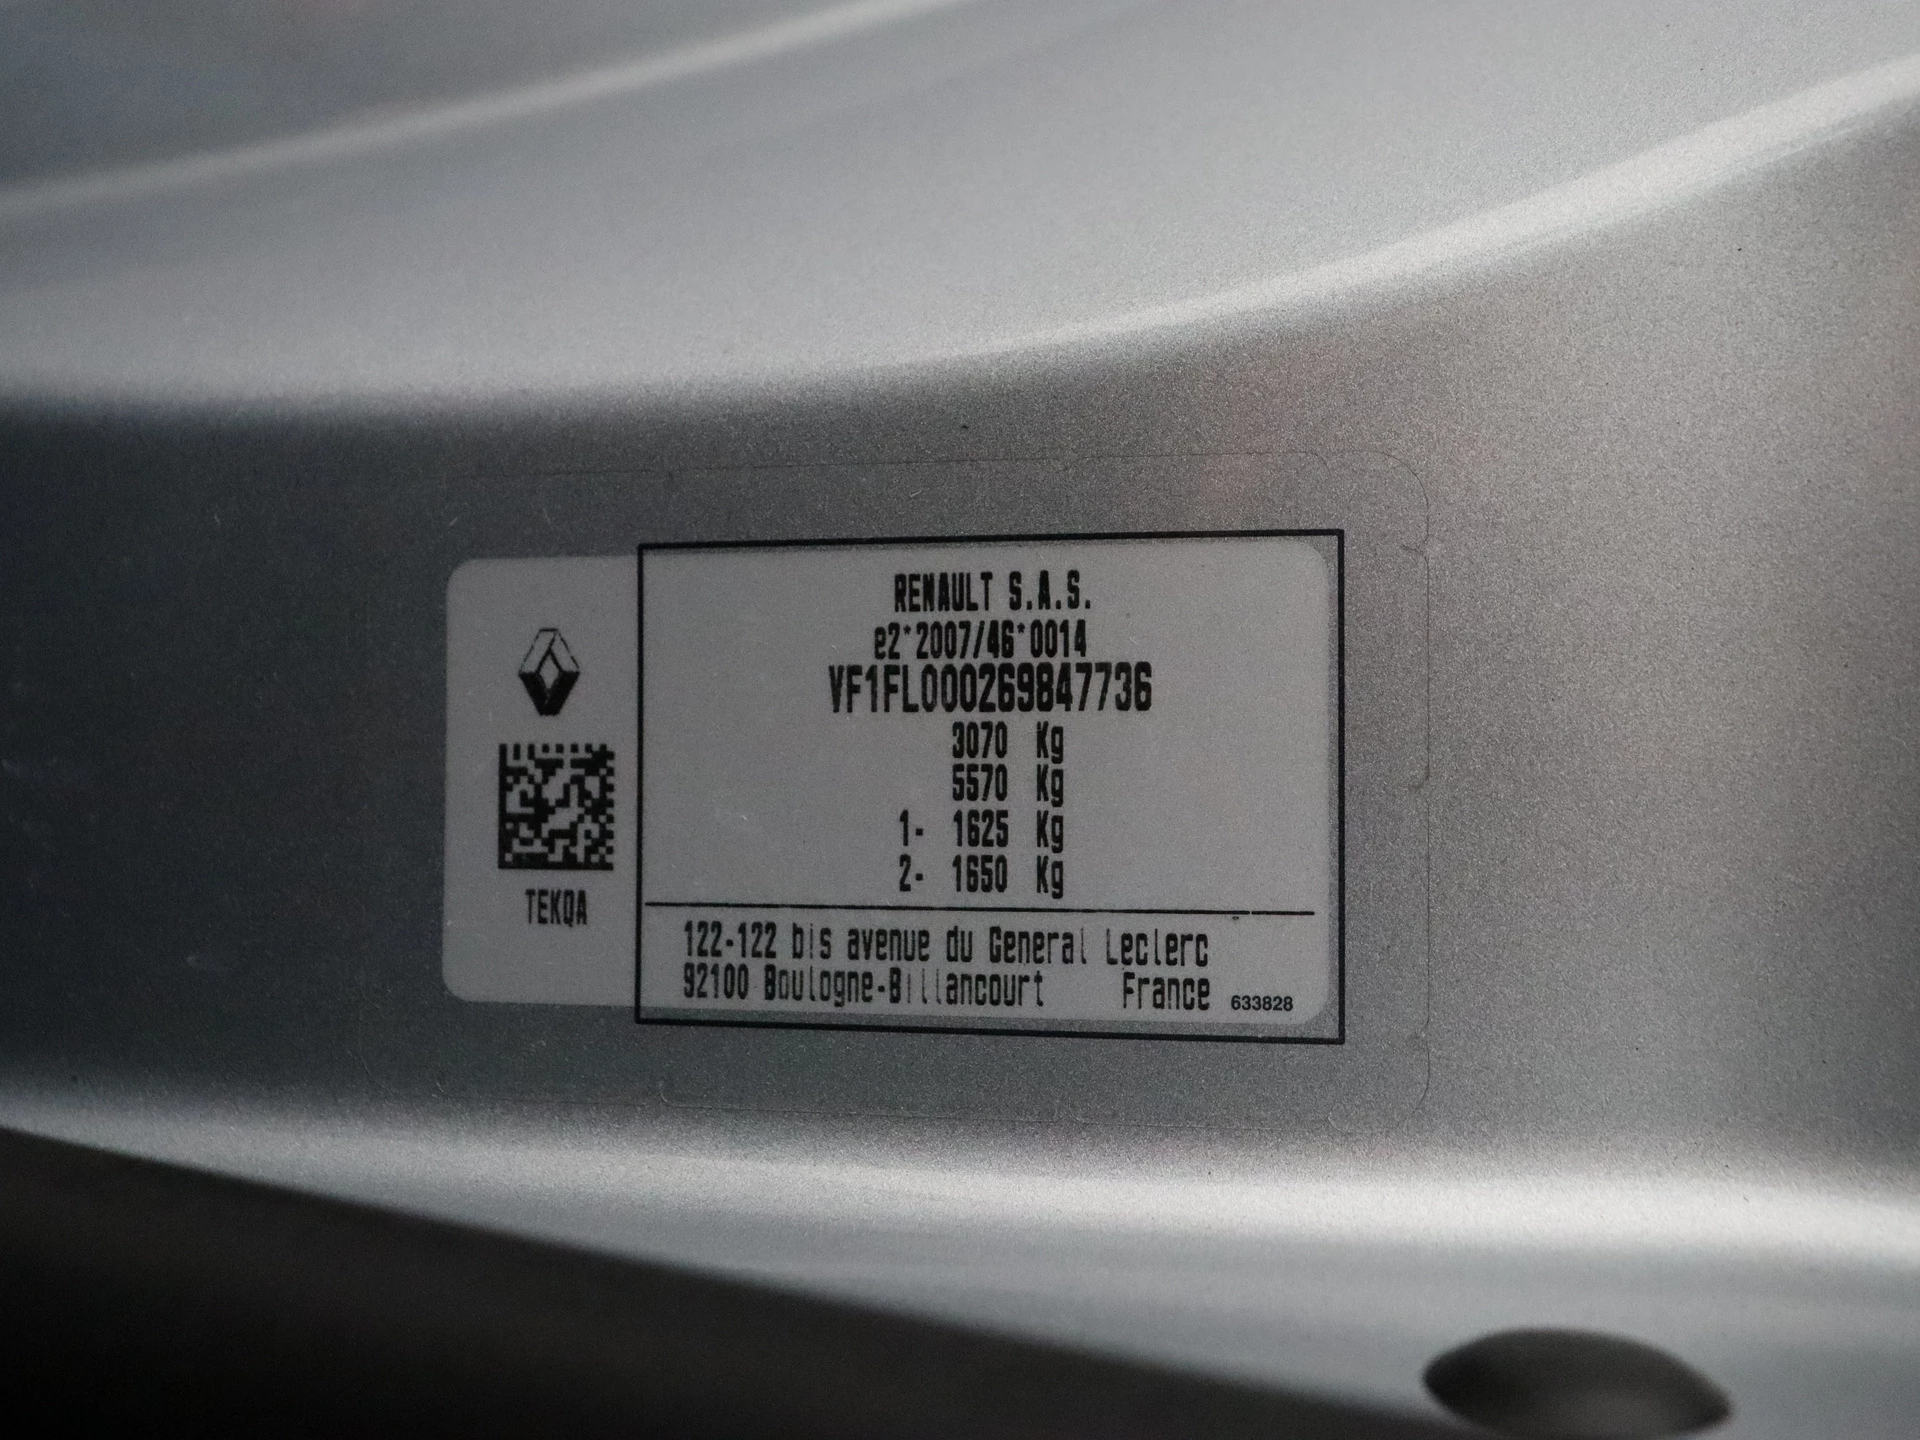 RENAULT S.A.S.
e2*2007/46*0014
VF1FL000269847736
3070 Kg
5570 Kg
1- 1625 Kg
2- 1650 Kg
TEKQA
122-122 bis avenue du General Leclerc
92100 Boulogne-Billancourt France 633828